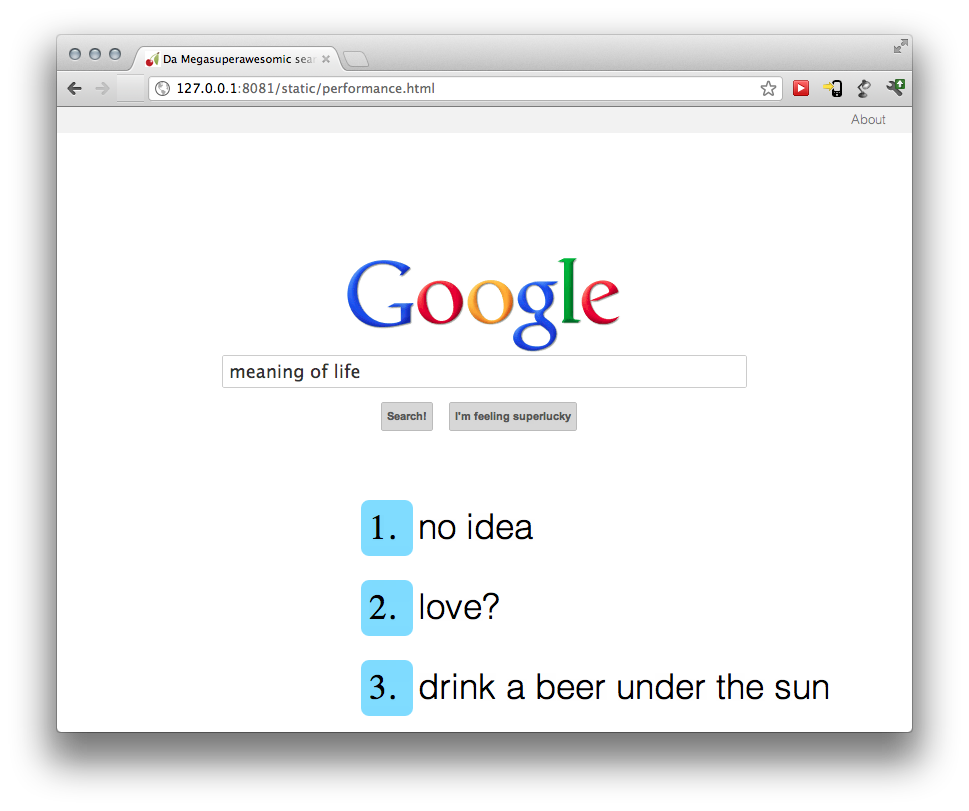 Da Megasuperawesomic sea
127.0.0.1:8081/static/performance.html
About
Google
meaning of life
Search! I'm feeling superlucky
1. no idea
2. love?
3. drink a beer under the sun